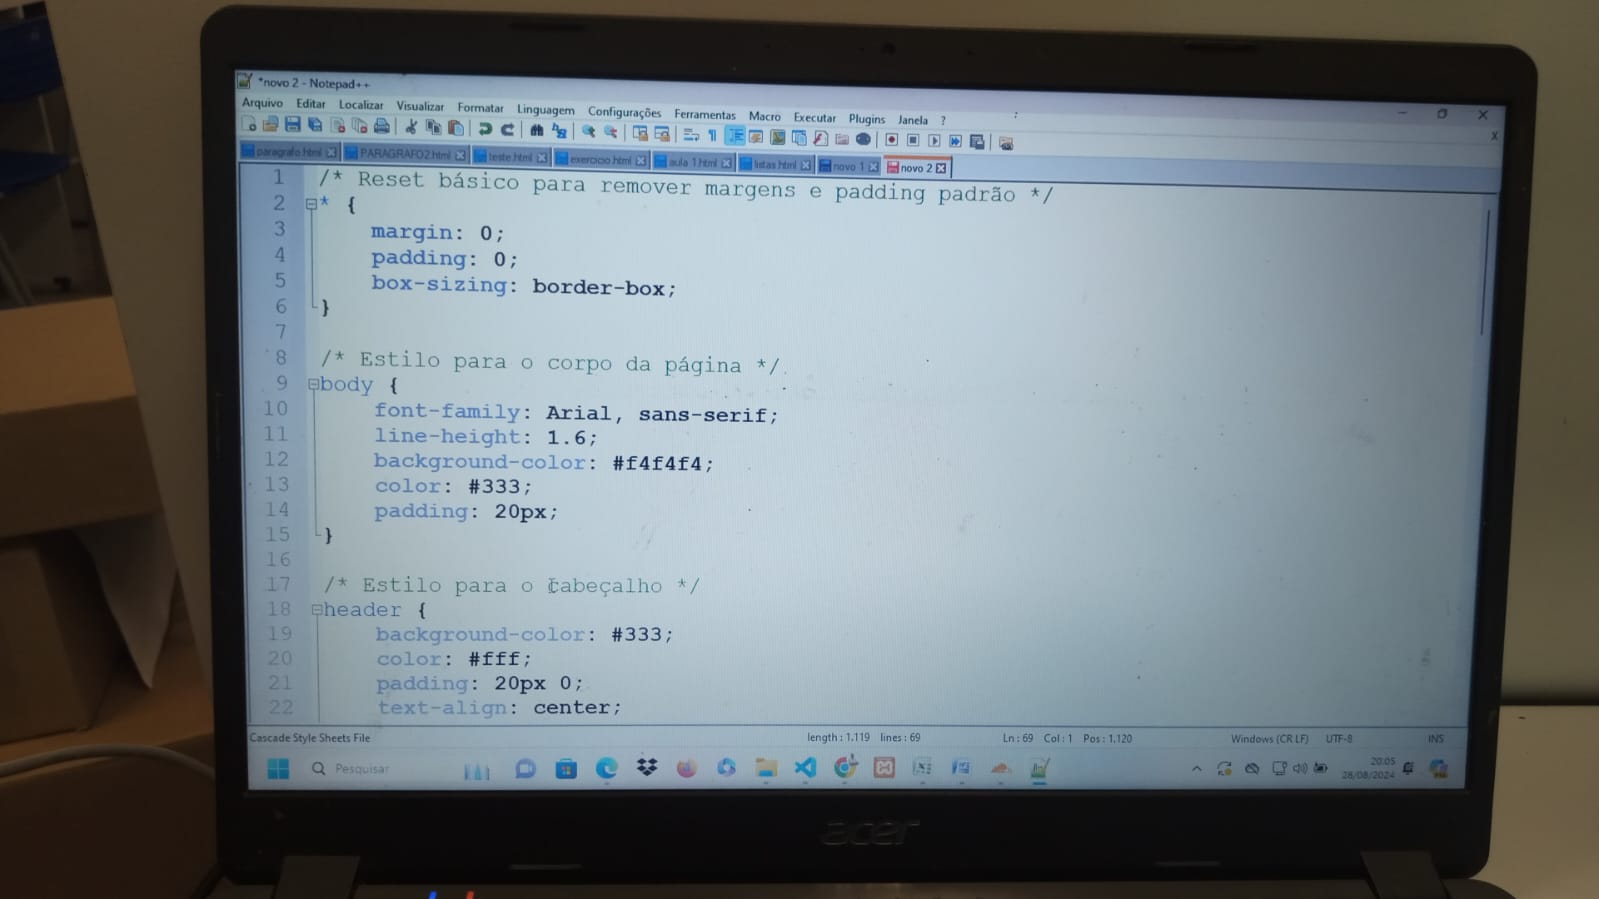 *novo 2 - Notepad++
Arquivo Editar Localizar Visualizar Formatar Linguagem Configurações Ferramentas Macro Executar Plugins Janela ?
X
paragrafo.html PARAGRAFO2.html teste.html exercicio.html aula 1.html listas.html novo 1 novo 2
1 /* Reset básico para remover margens e padding padrão */
2 * {
3 margin: 0;
4 padding: 0;
5 box-sizing: border-box;
6 }
7
8 /* Estilo para o corpo da página */
9 body {
10 font-family: Arial, sans-serif;
11 line-height: 1.6;
12 background-color: #f4f4f4;
13 color: #333;
14 padding: 20px;
15 }
16
17 /* Estilo para o cabeçalho */
18 header {
19 background-color: #333;
20 color: #fff;
21 padding: 20px 0;
22 text-align: center;
Cascade Style Sheets File length : 1.119 lines : 69 Ln : 69 Col : 1 Pos : 1.120 Windows (CR LF) UTF-8 INS
Pesquisar
20:05
28/08/2024
acer